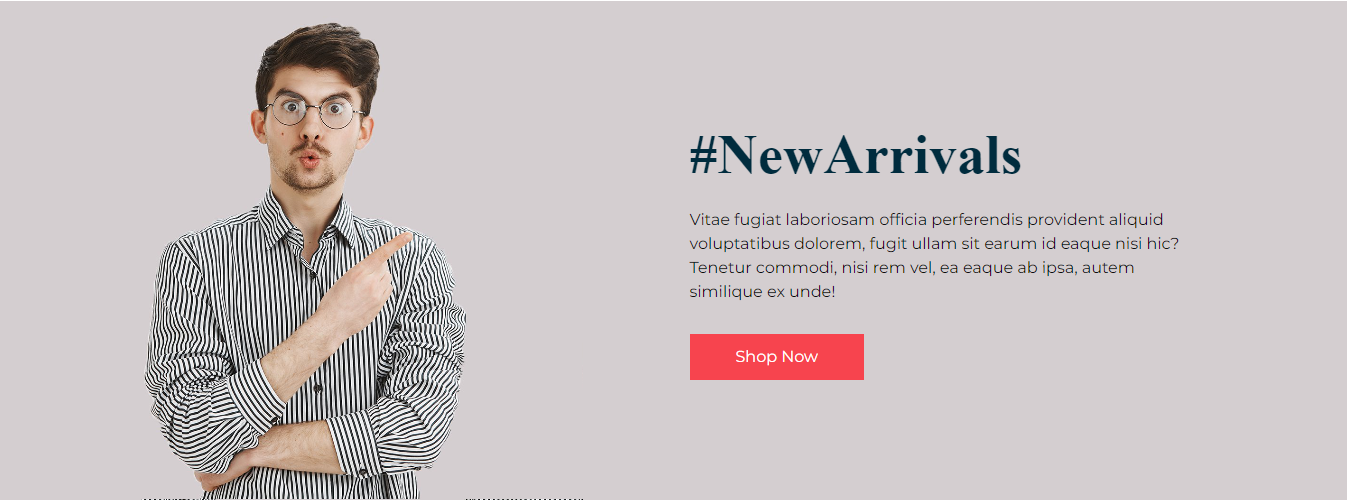 #NewArrivals
Vitae fugiat laboriosam officia perferendis provident aliquid
voluptatibus dolorem, fugit ullam sit earum id eaque nisi hic?
Tenetur commodi, nisi rem vel, ea eaque ab ipsa, autem
similique ex unde!
Shop Now